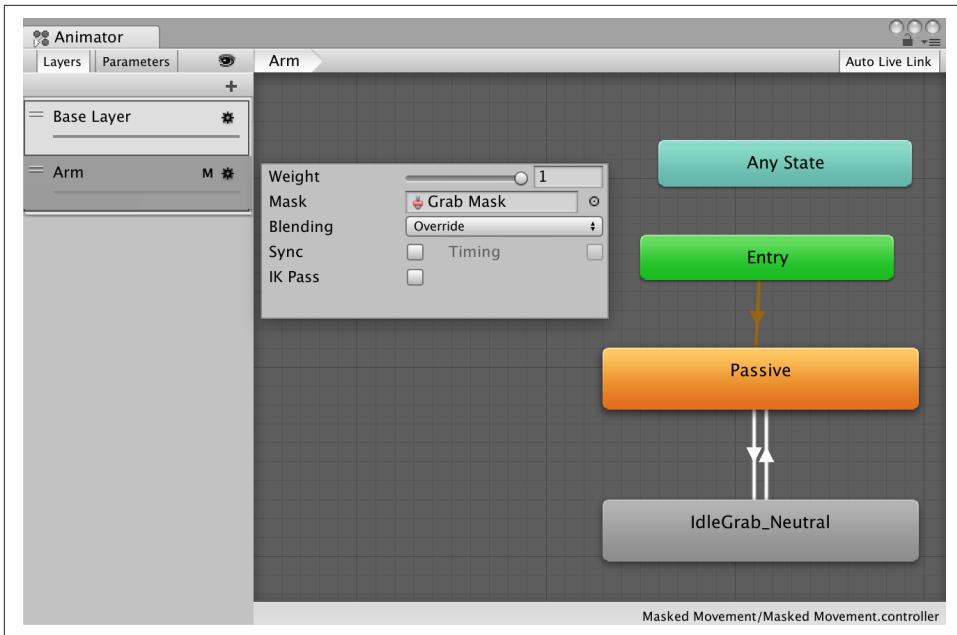 Animator
Layers Parameters
Arm
Auto Live Link
+
Base Layer
Arm M
Weight 1
Mask Grab Mask
Blending Override
Sync Timing
IK Pass
Any State
Entry
Passive
IdleGrab_Neutral
Masked Movement/Masked Movement.controller